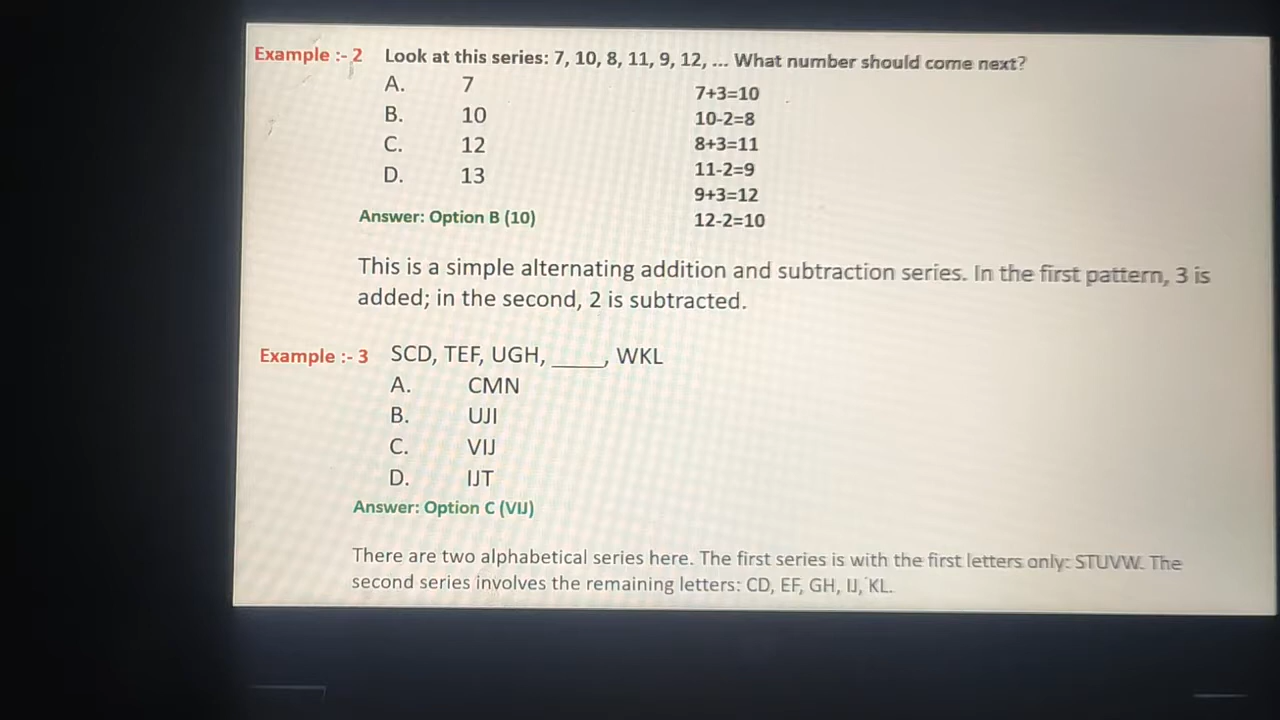 Example :- 2 Look at this series: 7, 10, 8, 11, 9, 12, ... What number should come next?
A. 7
B. 10
C. 12
D. 13
7+3=10
10-2=8
8+3=11
11-2=9
9+3=12
12-2=10
Answer: Option B (10)
This is a simple alternating addition and subtraction series. In the first pattern, 3 is
added; in the second, 2 is subtracted.
Example :- 3 SCD, TEF, UGH, _____, WKL
A. CMN
B. UJI
C. VIJ
D. IJT
Answer: Option C (VIJ)
There are two alphabetical series here. The first series is with the first letters only: STUVW. The
second series involves the remaining letters: CD, EF, GH, IJ, KL.